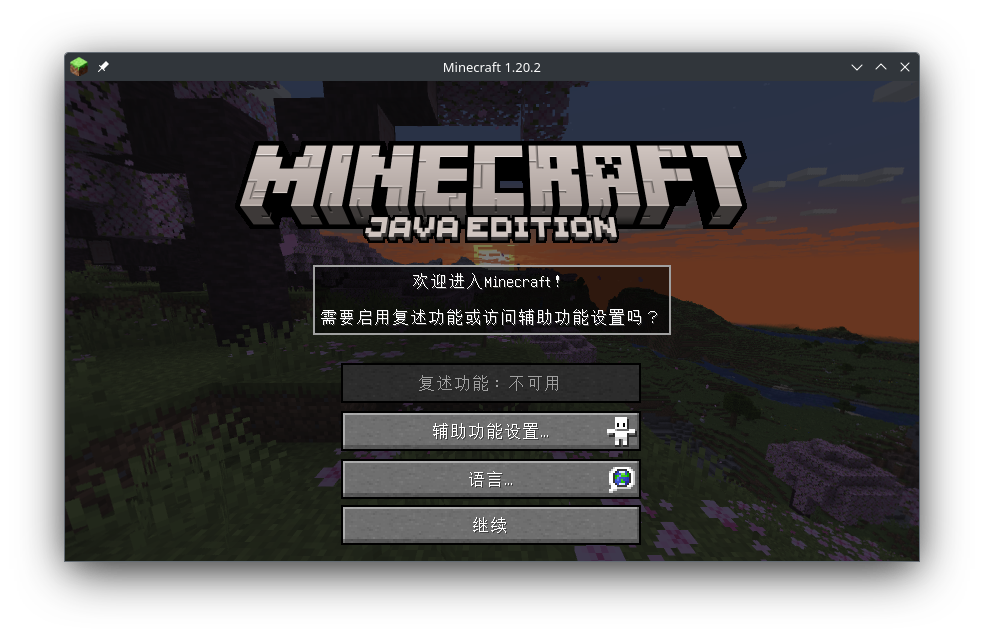 Minecraft 1.20.2
MINECRAFT
JAVA EDITION
欢迎进入Minecraft!
需要启用复述功能或访问辅助功能设置吗？
复述功能：不可用
辅助功能设置…
语言…
继续